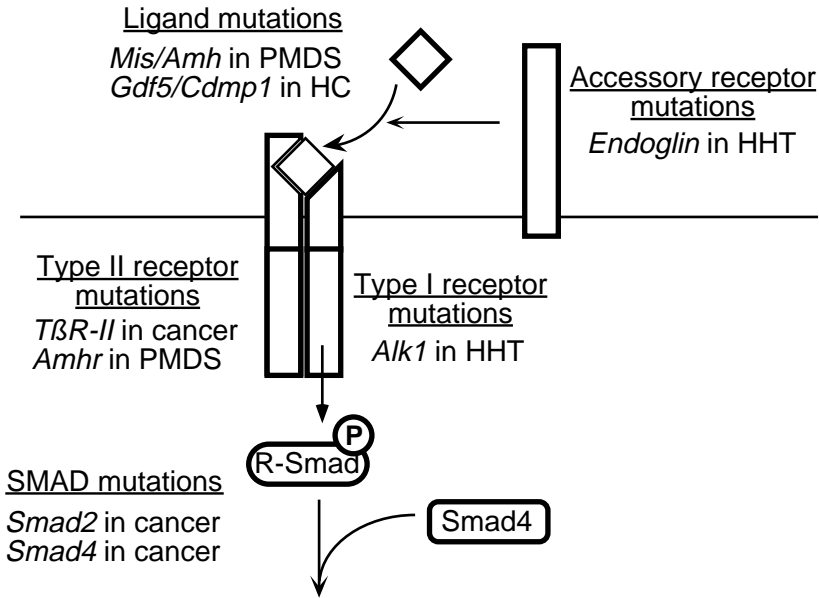 Ligand mutations
Mis/Amh in PMDS
Gdf5/Cdmp1 in HC
Accessory receptor
mutations
Endoglin in HHT
Type II receptor
mutations
TßR-II in cancer
Amhr in PMDS
Type I receptor
mutations
Alk1 in HHT
P
R-Smad
SMAD mutations
Smad2 in cancer
Smad4 in cancer
Smad4